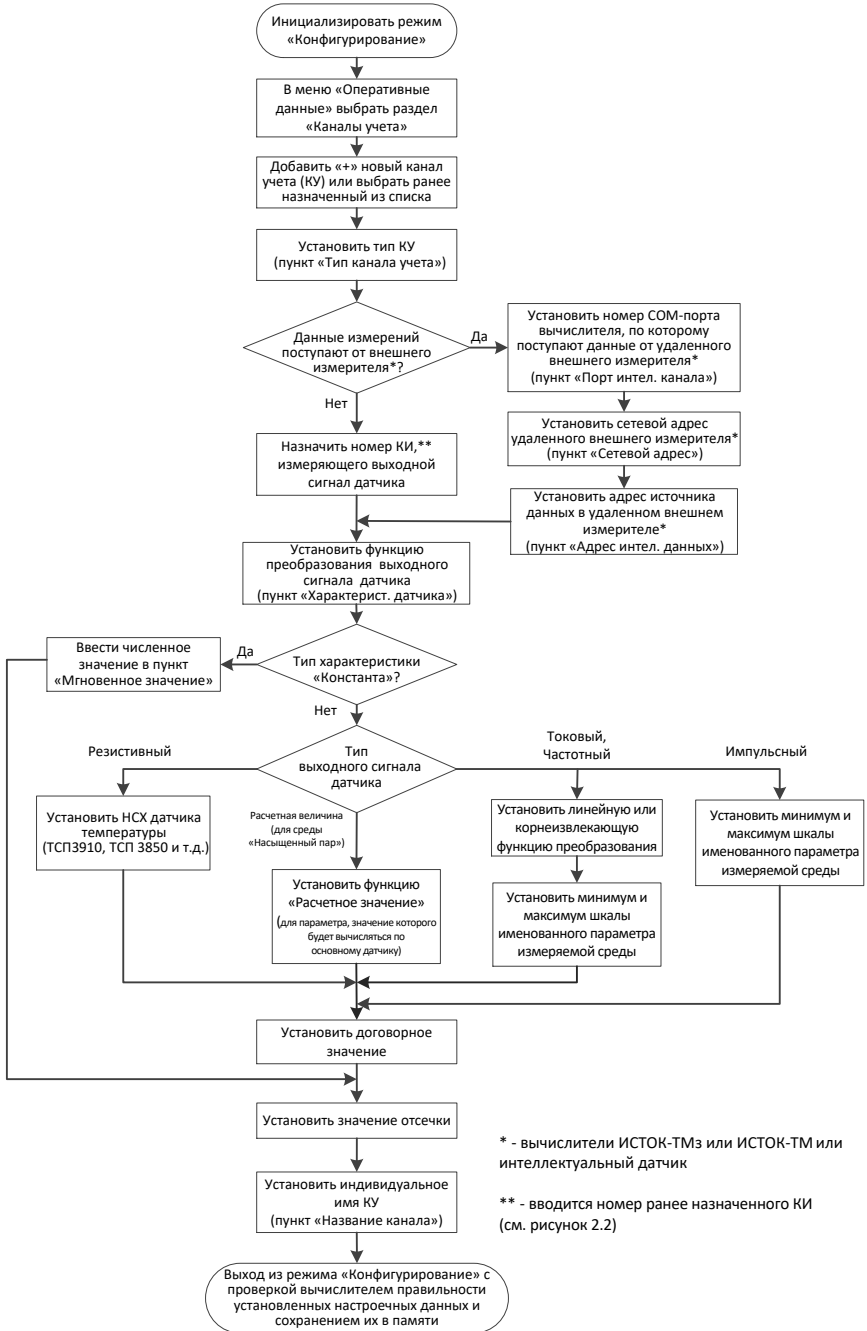 Инициализировать режим
«Конфигурирование»
В меню «Оперативные
данные» выбрать раздел
«Каналы учета»
Добавить «+» новый канал
учета (КУ) или выбрать ранее
назначенный из списка
Установить тип КУ
(пункт «Тип канала учета»)
Данные измерений
поступают от внешнего
измерителя*?
Да
Установить номер COM-порта
вычислителя, по которому
поступают данные от удаленного
внешнего измерителя*
(пункт «Порт интел. канала»)
Установить сетевой адрес
удаленного внешнего измерителя*
(пункт «Сетевой адрес»)
Установить адрес источника
данных в удаленном внешнем
измерителе*
(пункт «Адрес интел. данных»)
Нет
Назначить номер КИ,**
измеряющего выходной
сигнал датчика
Установить функцию
преобразования выходного
сигнала датчика
(пункт «Характерист. датчика»)
Тип характеристики
«Константа»?
Да
Ввести численное
значение в пункт
«Мгновенное значение»
Нет
Тип
выходного сигнала
датчика
Резистивный
Установить НСХ датчика
температуры
(ТСП3910, ТСП 3850 и т.д.)
Расчетная величина
(для среды
«Насыщенный пар»)
Установить функцию
«Расчетное значение»
(для параметра, значение которого
будет вычисляться по
основному датчику)
Токовый,
Частотный
Установить линейную или
корнеизвлекающую
функцию преобразования
Установить минимум и
максимум шкалы
именованного параметра
измеряемой среды
Импульсный
Установить минимум и
максимум шкалы
именованного параметра
измеряемой среды
Установить договорное
значение
Установить значение отсечки
Установить индивидуальное
имя КУ
(пункт «Название канала»)
Выход из режима «Конфигурирование» с
проверкой вычислителем правильности
установленных настроечных данных и
сохранением их в памяти
* - вычислители ИСТОК-ТМ3 или ИСТОК-ТМ или
интеллектуальный датчик
** - вводится номер ранее назначенного КИ
(см. рисунок 2.2)